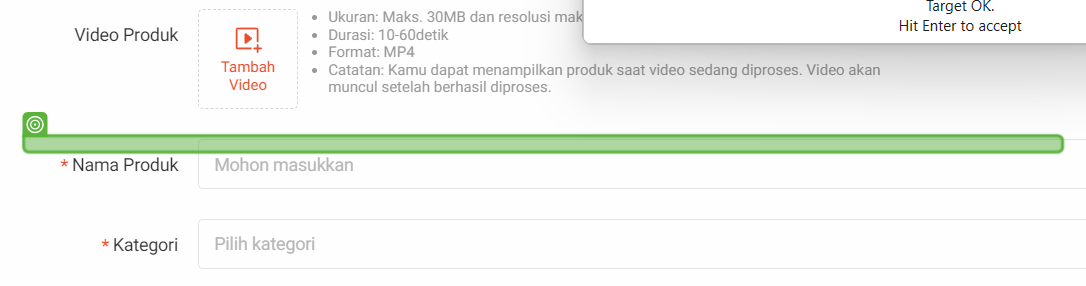 Target OK.
Hit Enter to accept
Video Produk
Tambah
Video
• Ukuran: Maks. 30MB dan resolusi
• Durasi: 10-60detik
• Format: MP4
• Catatan: Kamu dapat menampilkan produk saat video sedang diproses. Video akan
muncul setelah berhasil diproses.
* Nama Produk
Mohon masukkan
* Kategori
Pilih kategori